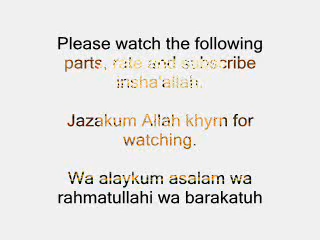 Please watch the following
parts, rate and subscribe
insha'allah.
Jazakum Allah khyrn for
watching.
Wa alaykum asalam wa
rahmatullahi wa barakatuh